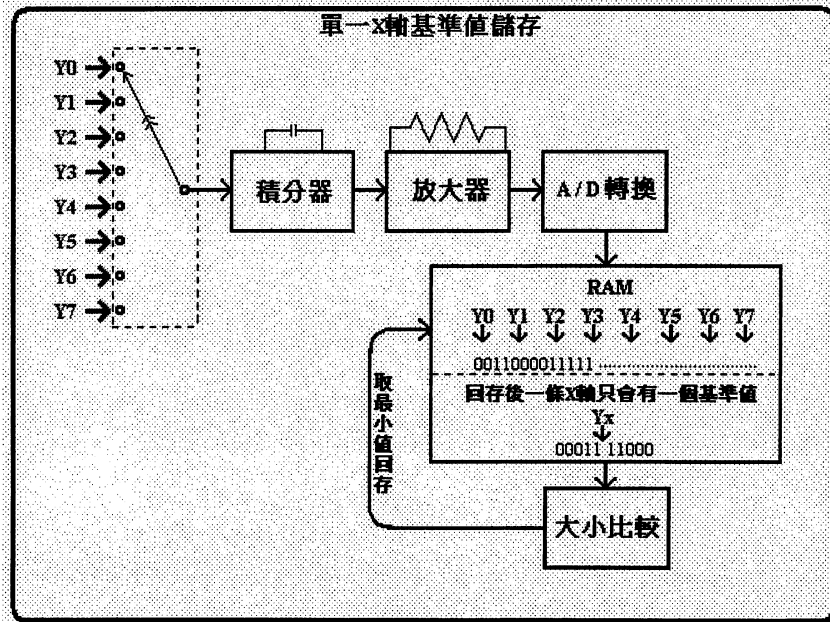 單一X軸基準值儲存
Y0
Y1
Y2
Y3
Y4
Y5
Y6
Y7
積分器
放大器
A/D轉換
RAM
Y0 Y1 Y2 Y3 Y4 Y5 Y6 Y7
0011000011111
回存後一條X軸只會有一個基準值
Yx
00011 11000
取最小值回存
大小比較